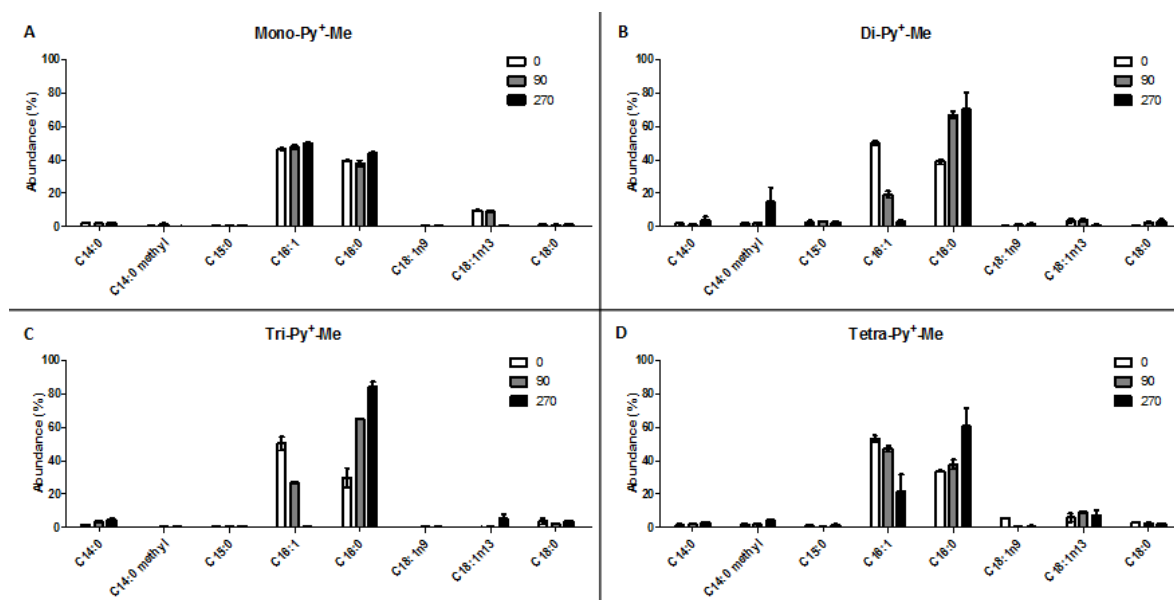 A
Mono-Py+-Me
0
90
270
100
80
60
40
20
0
Abundance (%)
C14:0
C14:0 methyl
C15:0
C16:1
C16:0
C18:1n9
C18:1n13
C18:0
B
Di-Py+-Me
0
90
270
100
80
60
40
20
0
Abundance (%)
C14:0
C14:0 methyl
C15:0
C16:1
C16:0
C18:1n9
C18:1n13
C18:0
C
Tri-Py+-Me
0
90
270
100
80
60
40
20
0
Abundance (%)
C14:0
C14:0 methyl
C15:0
C16:1
C16:0
C18:1n9
C18:1n13
C18:0
D
Tetra-Py+-Me
0
90
270
100
80
60
40
20
0
Abundance (%)
C14:0
C14:0 methyl
C15:0
C16:1
C16:0
C18:1n9
C18:1n13
C18:0